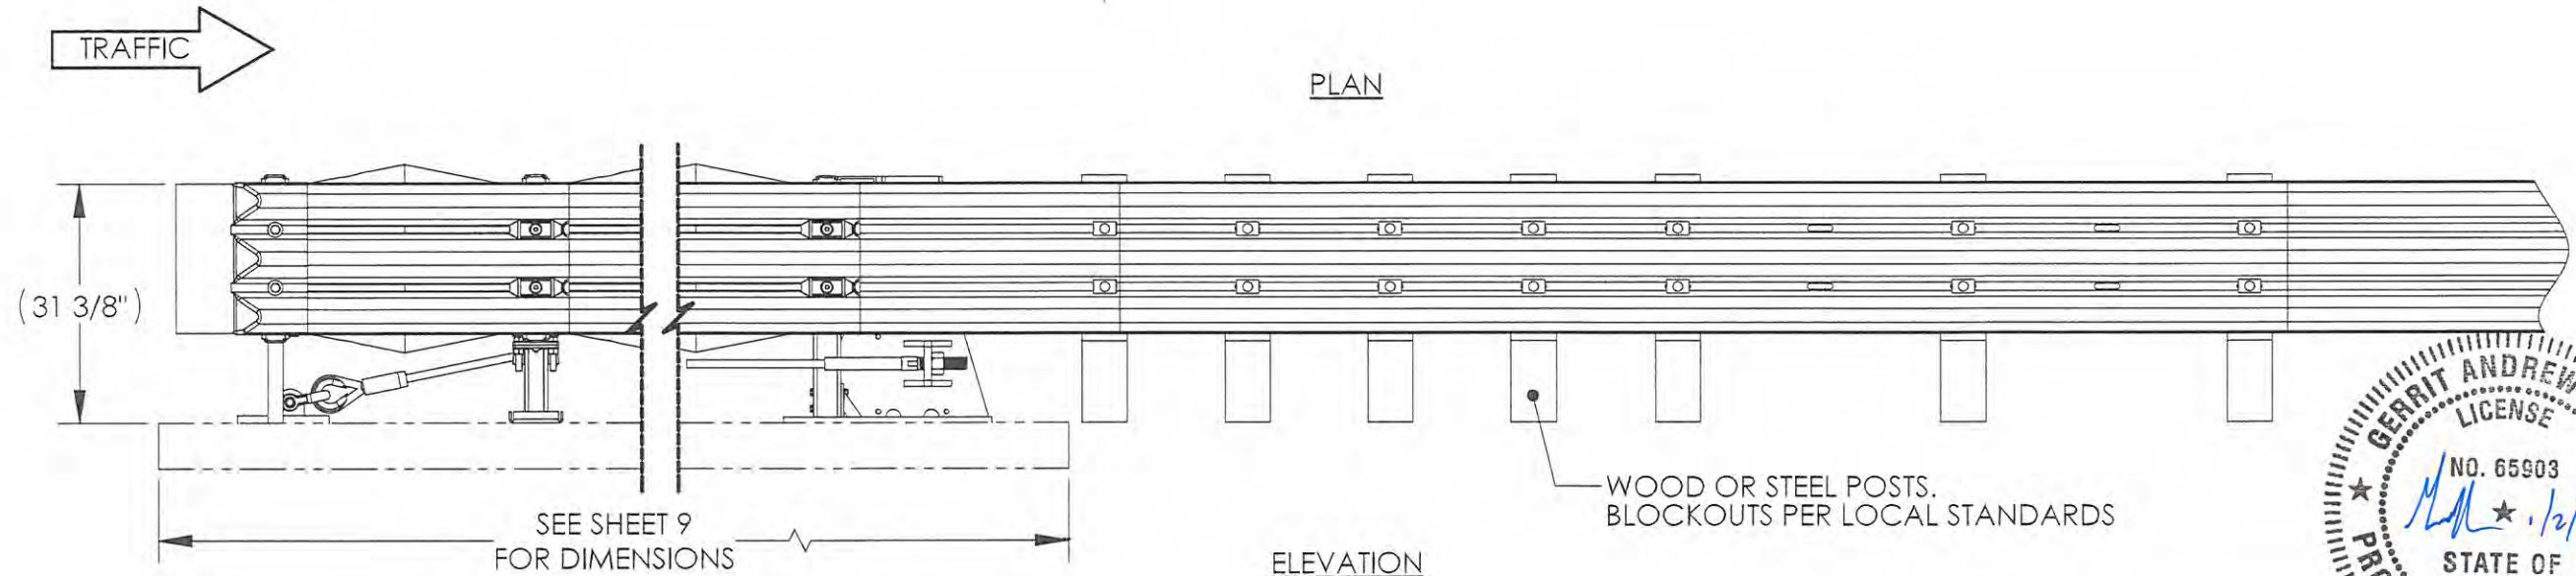 TRAFFIC
PLAN
(31 3/8")
WOOD OR STEEL POSTS.
BLOCKOUTS PER LOCAL STANDARDS
SEE SHEET 9
FOR DIMENSIONS
ELEVATION
GERRIT ANDREW
LICENSE
NO. 65903
STATE OF